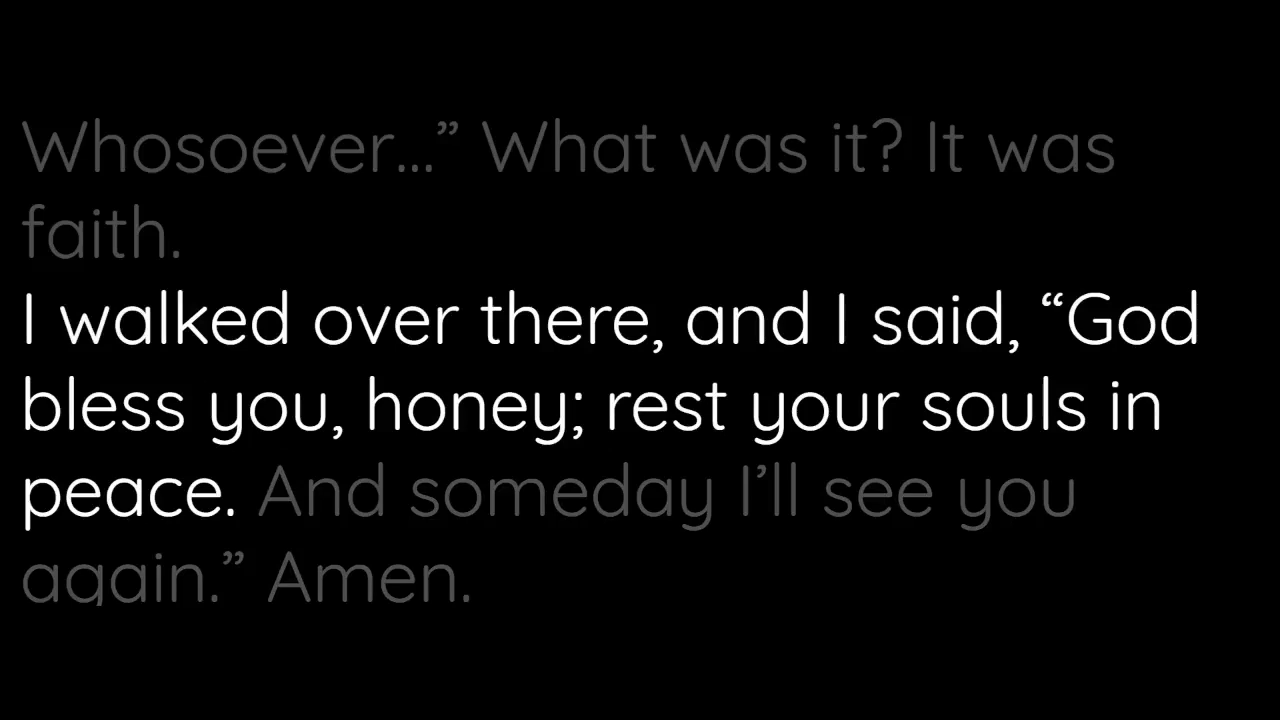 Whosoever...” What was it? It was
faith.
I walked over there, and I said, “God
bless you, honey; rest your souls in
peace. And someday I’ll see you
again.” Amen.